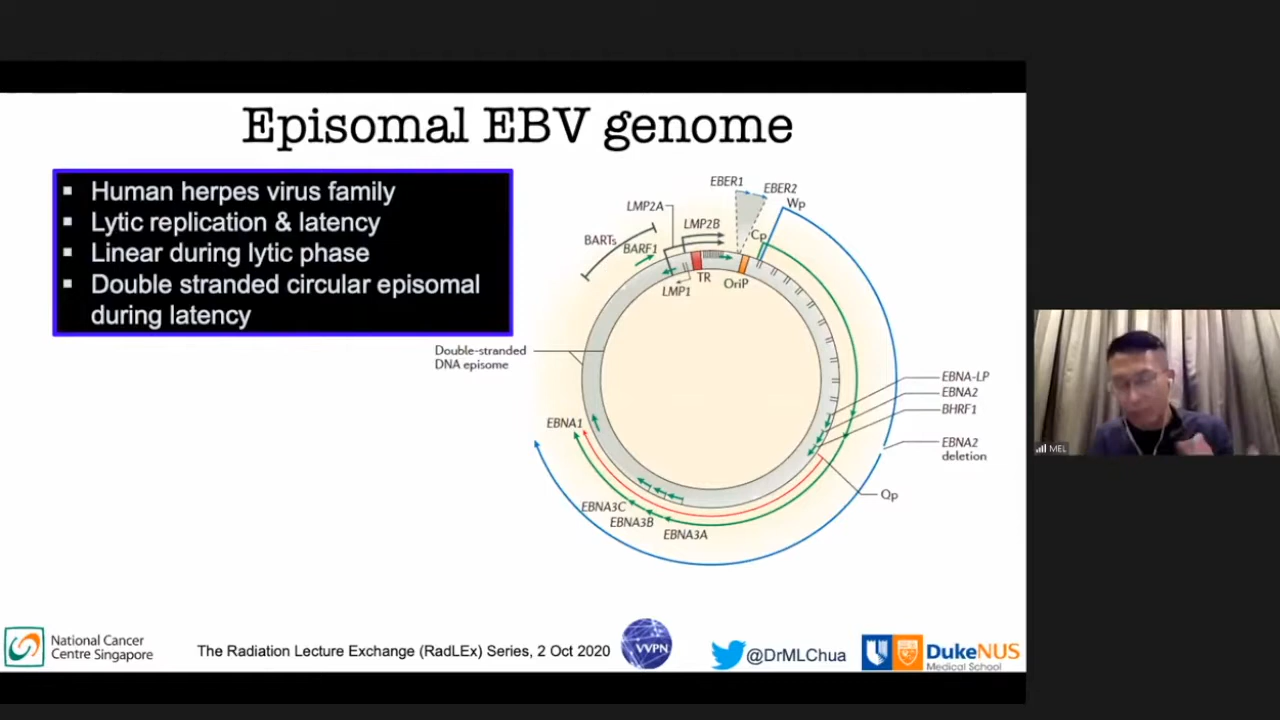 Episomal EBV genome
▪ Human herpes virus family
▪ Lytic replication & latency
▪ Linear during lytic phase
▪ Double stranded circular episomal
during latency
EBER1
EBER2
Wp
LMP2A
LMP2B
Cp
BARTs
BARF1
TR
OriP
LMP1
Double-stranded
DNA episome
EBNA-LP
EBNA2
BHRF1
EBNA2
deletion
EBNA1
Qp
EBNA3C
EBNA3B
EBNA3A
MEL
National Cancer
Centre Singapore
The Radiation Lecture Exchange (RadLEx) Series, 2 Oct 2020
VVPN
@DrMLChua
DukeNUS
Medical School